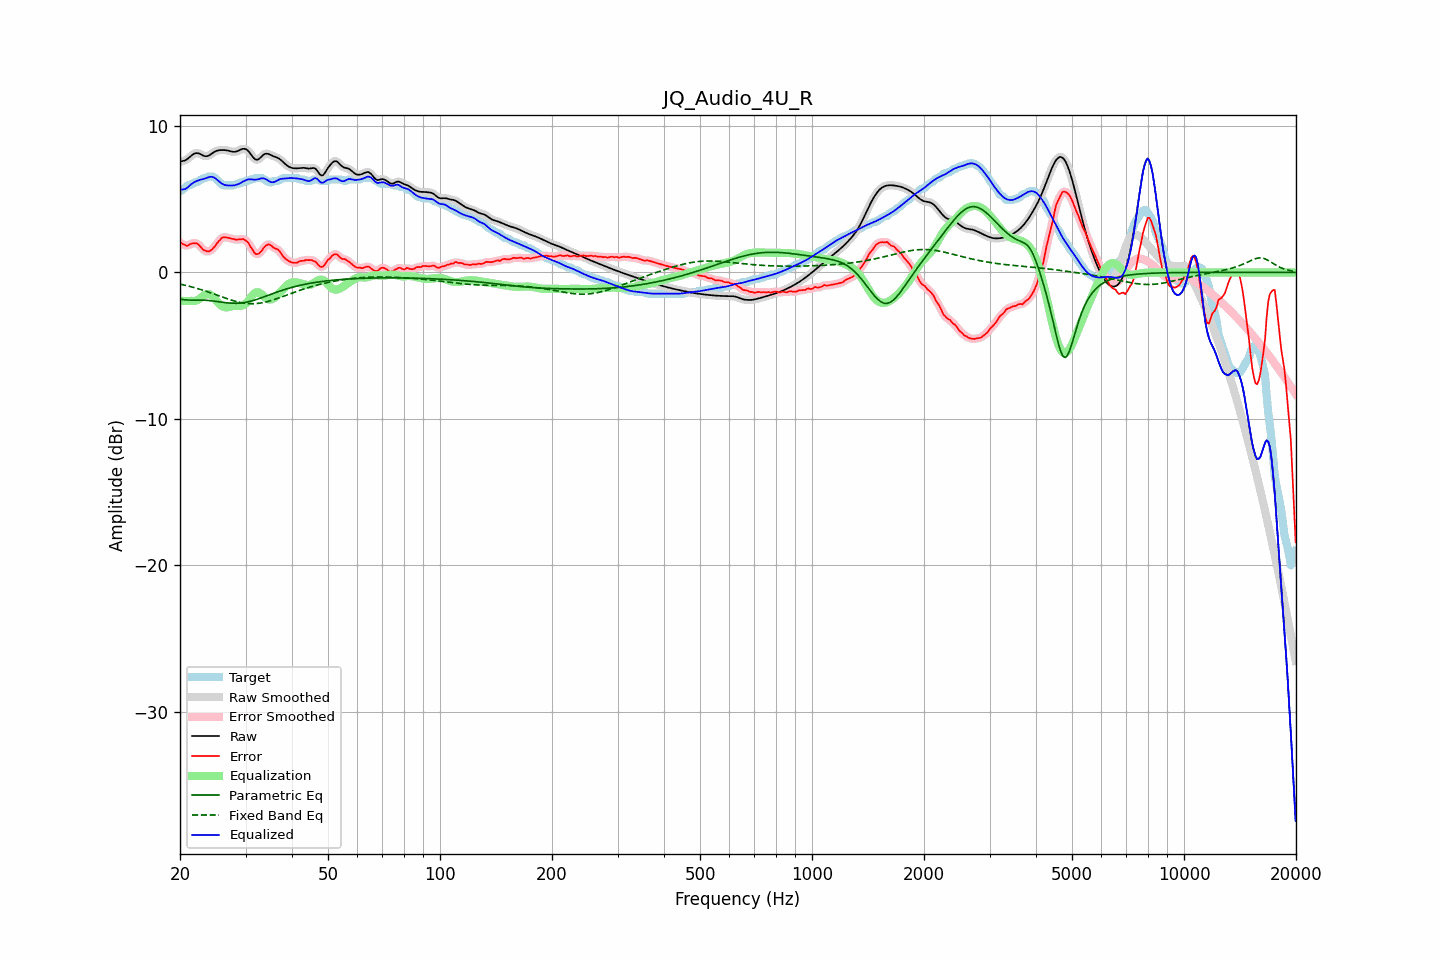 JQ_Audio_4U_R
10
0
−10
−20
−30
Amplitude (dBr)
Target
Raw Smoothed
Error Smoothed
Raw
Error
Equalization
Parametric Eq
Fixed Band Eq
Equalized
20 50 100 200 500 1000 2000 5000 10000 20000
Frequency (Hz)